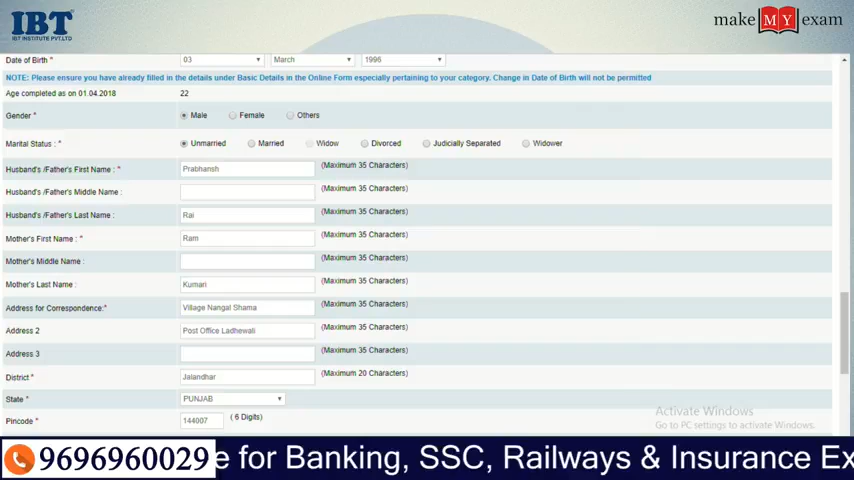 IBT
IBT INSTITUTE PVT.LTD
make MY exam
Date of Birth * 03 March 1996
NOTE: Please ensure you have already filled in the details under Basic Details in the Online Form especially pertaining to your category. Change in Date of Birth will not be permitted
Age completed as on 01.04.2018 22
Gender * Male Female Others
Marital Status : * Unmarried Married Widow Divorced Judicially Separated Widower
Husband's /Father's First Name : * Prabhansh (Maximum 35 Characters)
Husband's /Father's Middle Name : (Maximum 35 Characters)
Husband's /Father's Last Name : Rai (Maximum 35 Characters)
Mother's First Name : * Ram (Maximum 35 Characters)
Mother's Middle Name : (Maximum 35 Characters)
Mother's Last Name : Kumari (Maximum 35 Characters)
Address for Correspondence:* Village Nangal Shama (Maximum 35 Characters)
Address 2 Post Office Ladhewali (Maximum 35 Characters)
Address 3 (Maximum 35 Characters)
District * Jalandhar (Maximum 20 Characters)
State * PUNJAB
Pincode * 144007 ( 6 Digits)
Activate Windows
Go to PC settings to activate Windows.
9696960029 e for Banking, SSC, Railways & Insurance Ex